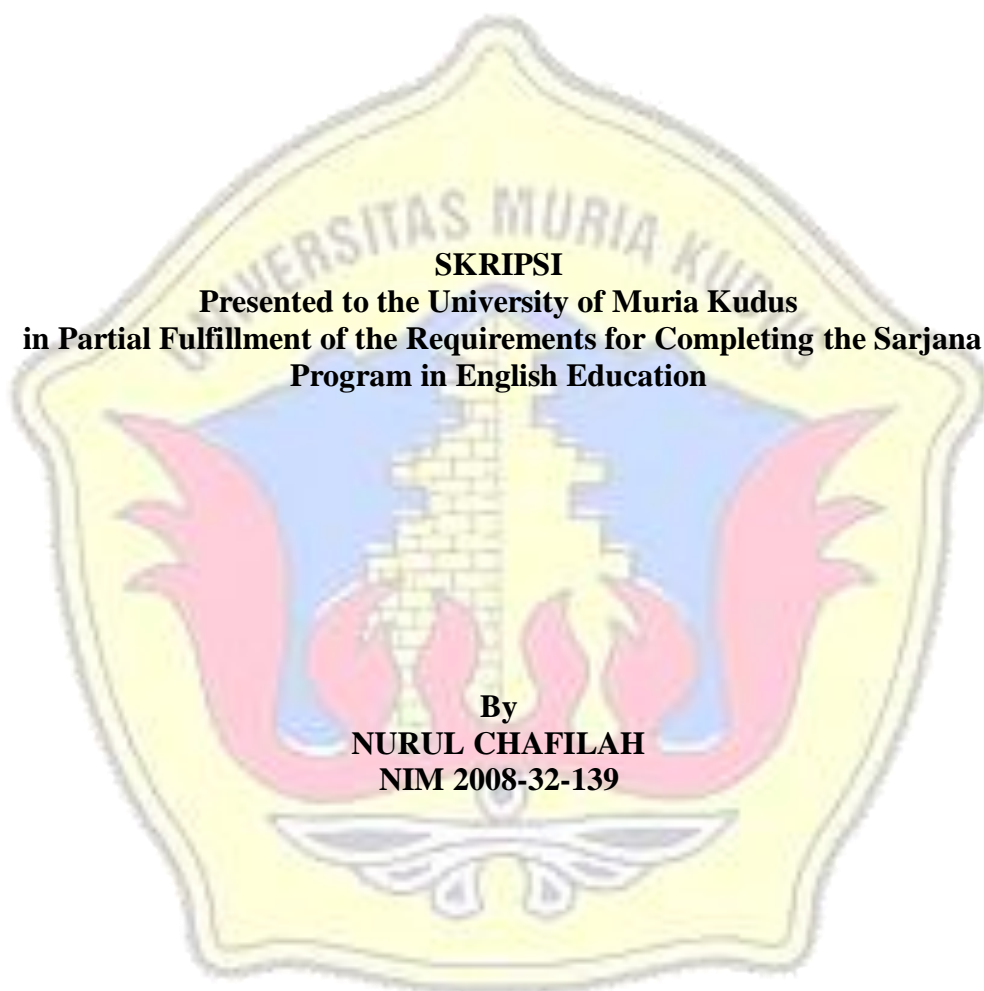 UNIVERSITAS MURIA KUDUS
SKRIPSI
Presented to the University of Muria Kudus
in Partial Fulfillment of the Requirements for Completing the Sarjana
Program in English Education
By
NURUL CHAFILAH
NIM 2008-32-139